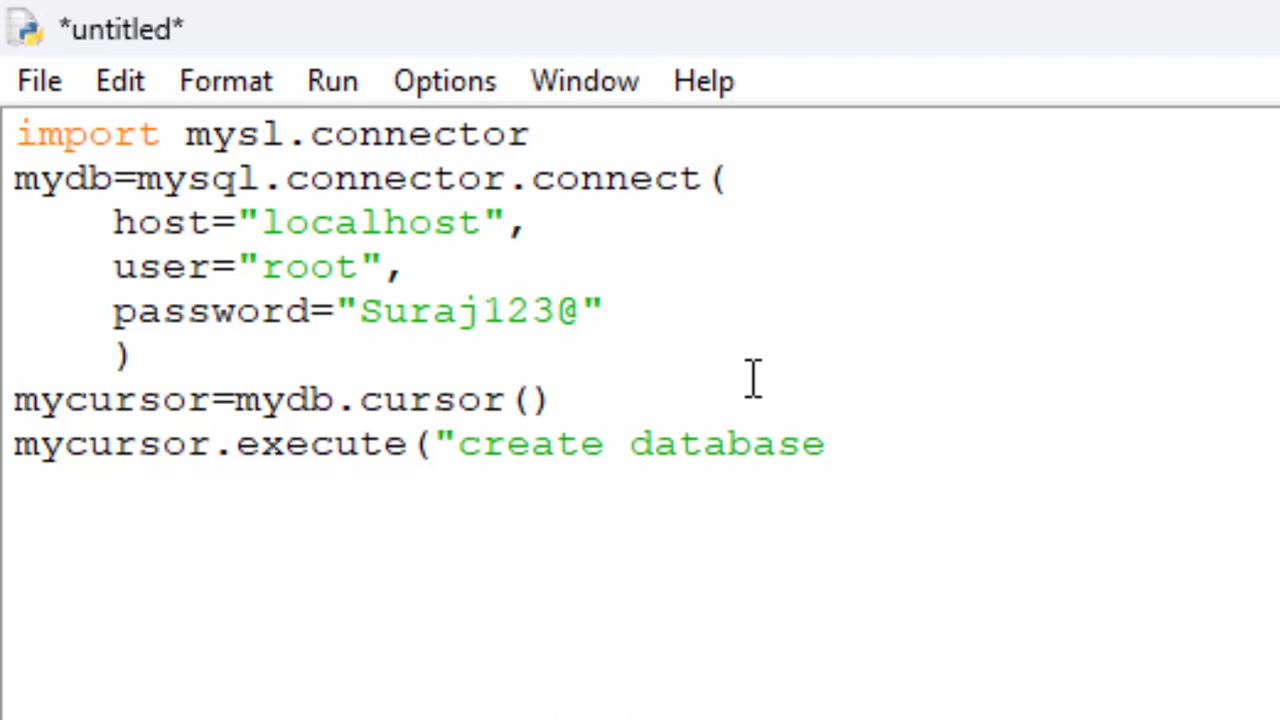 *untitled*
File Edit Format Run Options Window Help
import mysl.connector
mydb=mysql.connector.connect(
    host="localhost",
    user="root",
    password="Suraj123@"
    )
mycursor=mydb.cursor()
mycursor.execute("create database